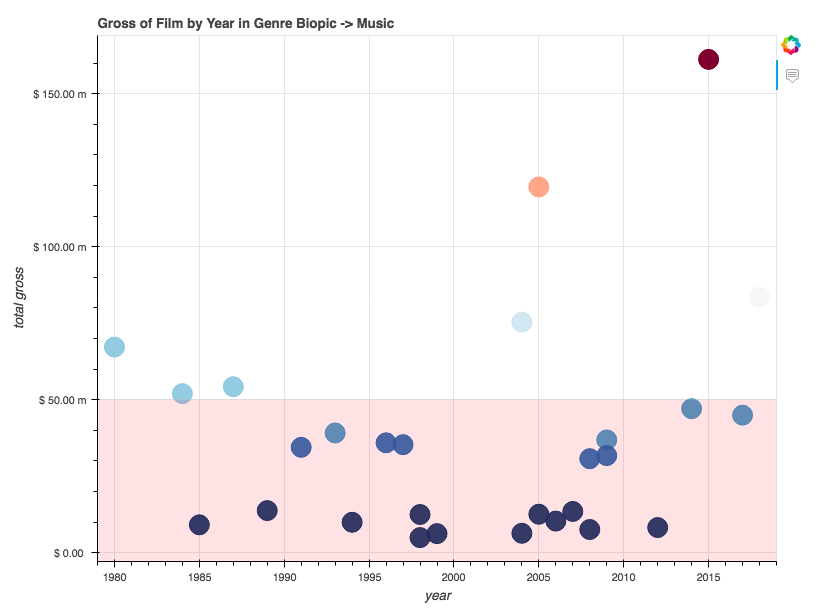 Gross of Film by Year in Genre Biopic -> Music
$ 150.00 m
$ 100.00 m
$ 50.00 m
$ 0.00
total gross
1980 1985 1990 1995 2000 2005 2010 2015
year